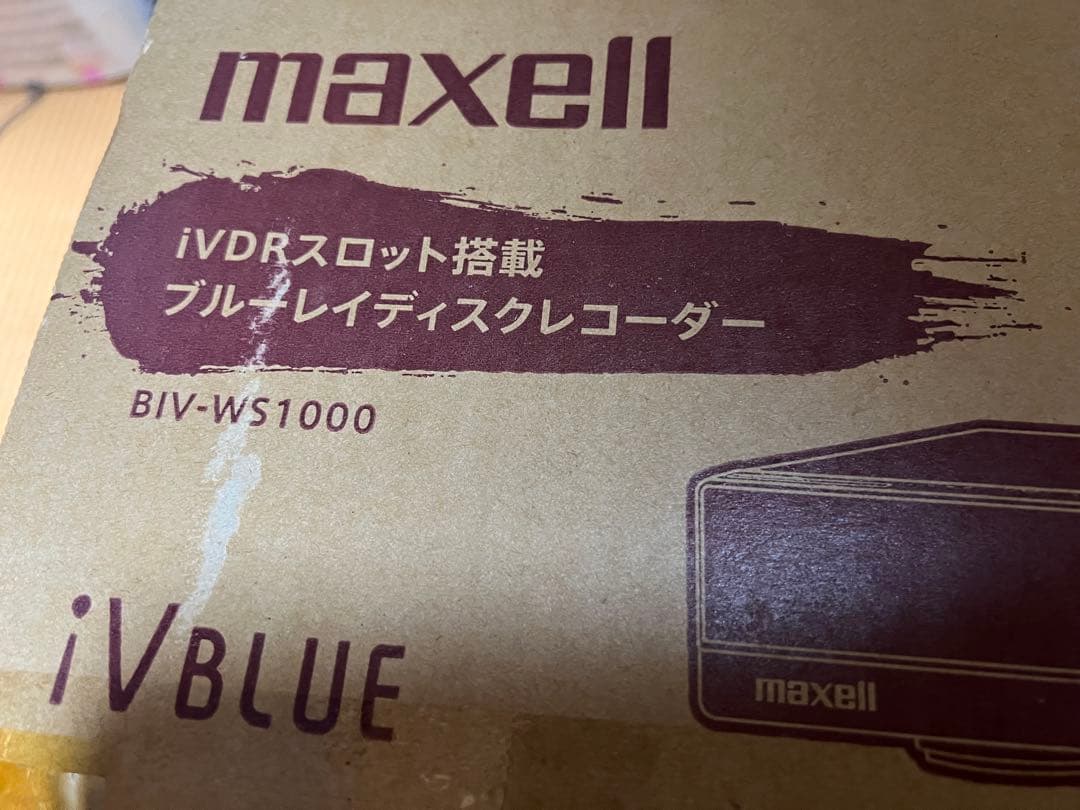 maxell
iVDRスロット搭載
ブルーレイディスクレコーダー
BIV-WS1000
iVBLUE
maxell